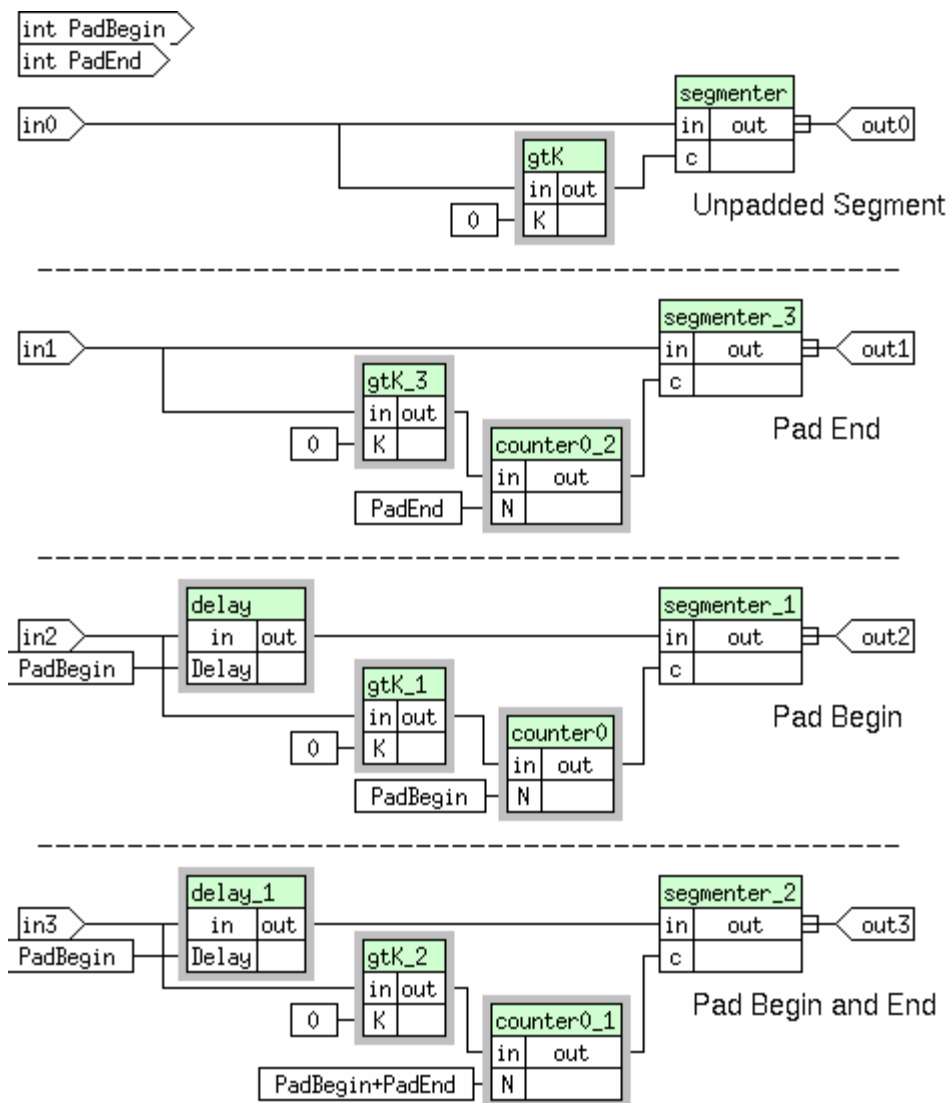 int PadBegin
int PadEnd
segmenter
in0
in out
out0
c
gtK
in out
0
K
Unpadded Segment
segmenter_3
in1
in out
out1
c
gtK_3
in out
0
K
Pad End
counter0_2
in out
PadEnd
N
delay
segmenter_1
in2
in out
in out
out2
PadBegin
Delay
c
gtK_1
in out
0
K
Pad Begin
counter0
in out
PadBegin
N
delay_1
segmenter_2
in3
in out
in out
out3
PadBegin
Delay
c
gtK_2
in out
0
K
Pad Begin and End
counter0_1
in out
PadBegin+PadEnd
N